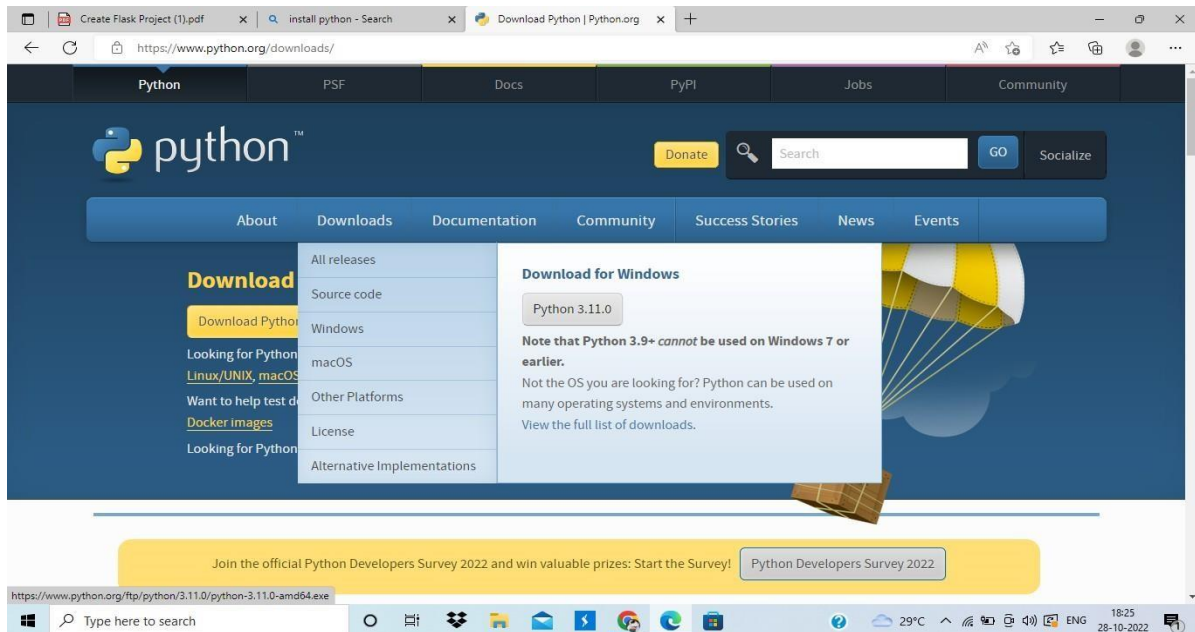 Create Flask Project (1).pdf
install python - Search
Download Python | Python.org
https://www.python.org/downloads/
Python
PSF
Docs
PyPI
Jobs
Community
python™
Donate
Search
GO
Socialize
About
Downloads
Documentation
Community
Success Stories
News
Events
Download
Download Python
Looking for Python
Linux/UNIX, macOS
Want to help test d
Docker images
Looking for Python
All releases
Source code
Windows
macOS
Other Platforms
License
Alternative Implementations
Download for Windows
Python 3.11.0
Note that Python 3.9+ cannot be used on Windows 7 or
earlier.
Not the OS you are looking for? Python can be used on
many operating systems and environments.
View the full list of downloads.
Join the official Python Developers Survey 2022 and win valuable prizes: Start the Survey!
Python Developers Survey 2022
https://www.python.org/ftp/python/3.11.0/python-3.11.0-amd64.exe
Type here to search
29°C
ENG
18:25
28-10-2022